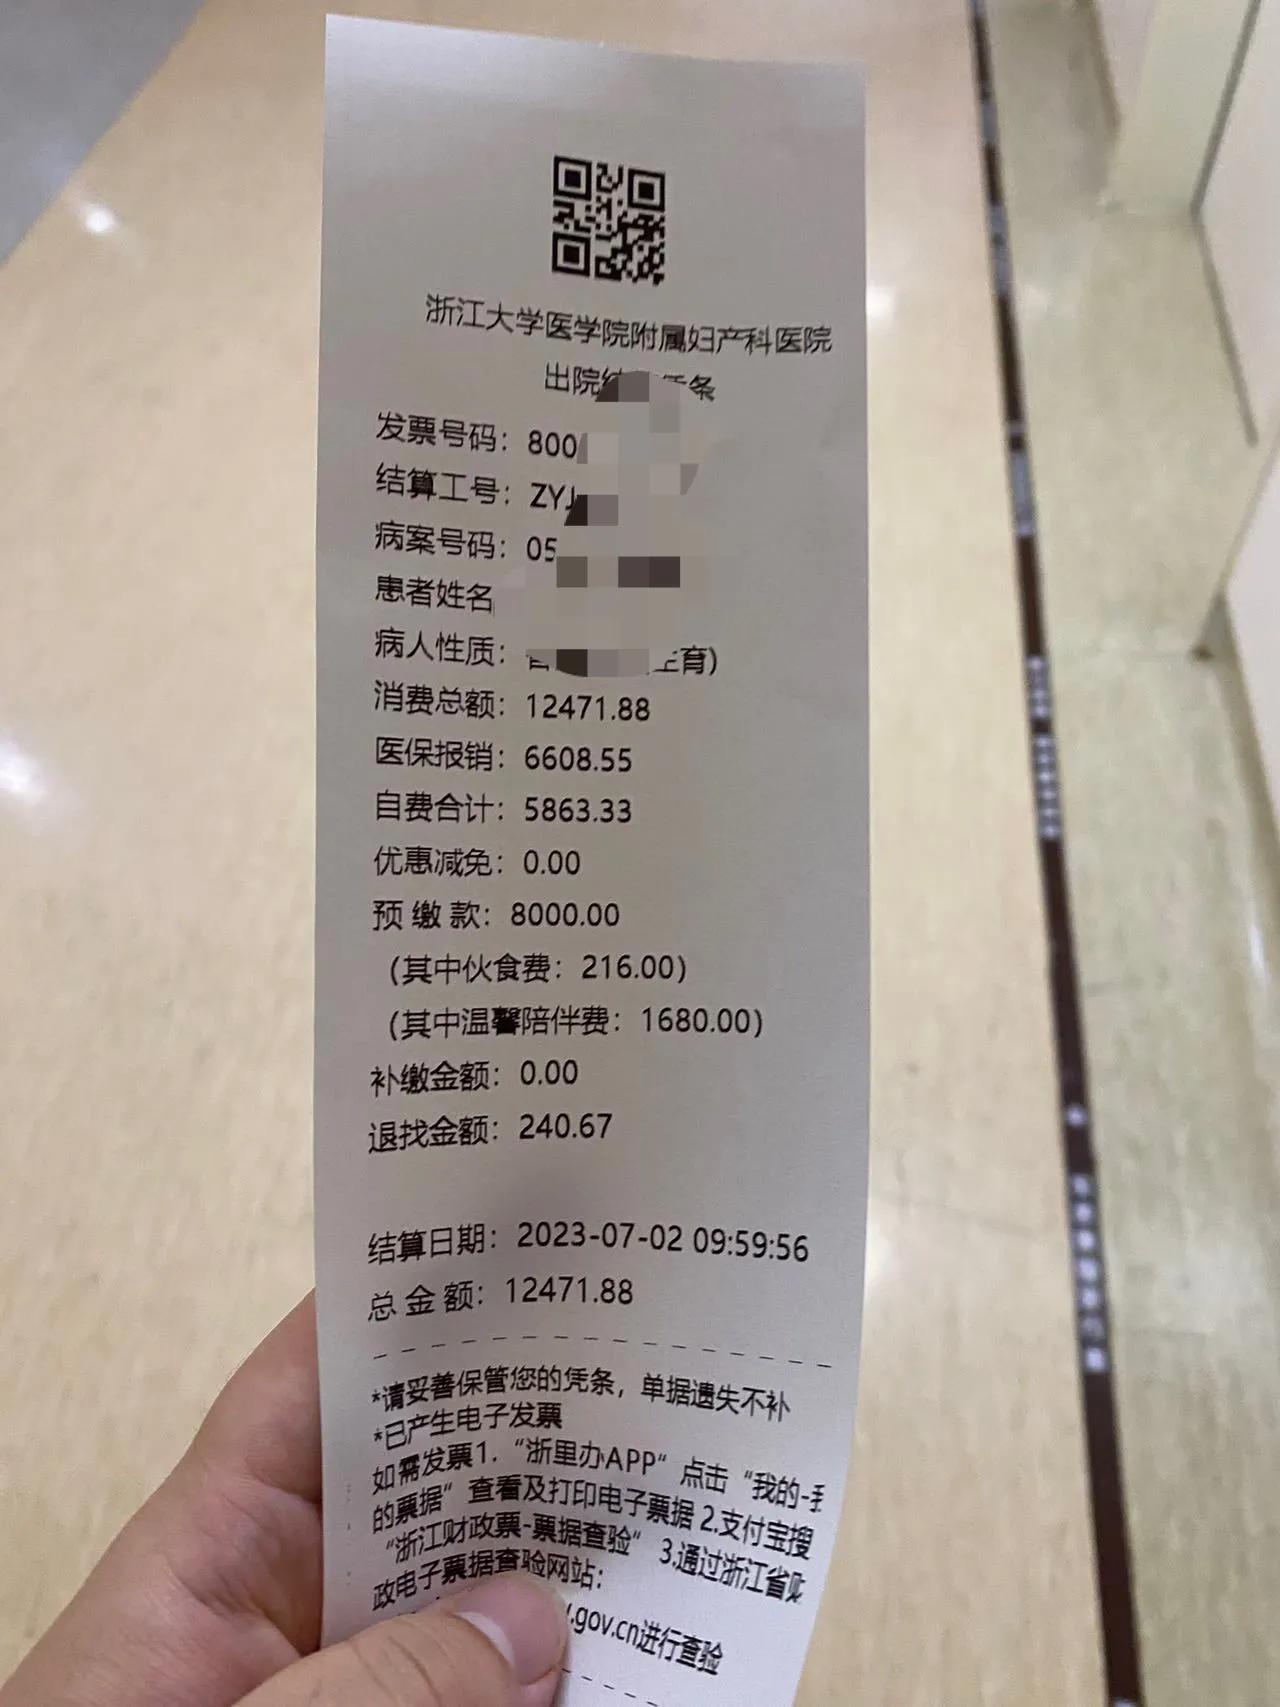 浙江大学医学院附属妇产科医院
出院 条
发票号码：800
结算工号：ZYJ
病案号码：05
患者姓名
病人性质： 生育)
消费总额：12471.88
医保报销：6608.55
自费合计：5863.33
优惠减免：0.00
预 缴 款：8000.00
（其中伙食费：216.00）
（其中温馨陪伴费：1680.00）
补缴金额：0.00
退找金额：240.67
结算日期：2023-07-02 09:59:56
总 金 额：12471.88
*请妥善保管您的凭条，单据遗失不补
*已产生电子发票
如需发票1.“浙里办APP”点击“我的-我
的票据”查看及打印电子票据 2.支付宝搜
“浙江财政票-票据查验” 3.通过浙江省财
政电子票据查验网站：
.gov.cn进行查验